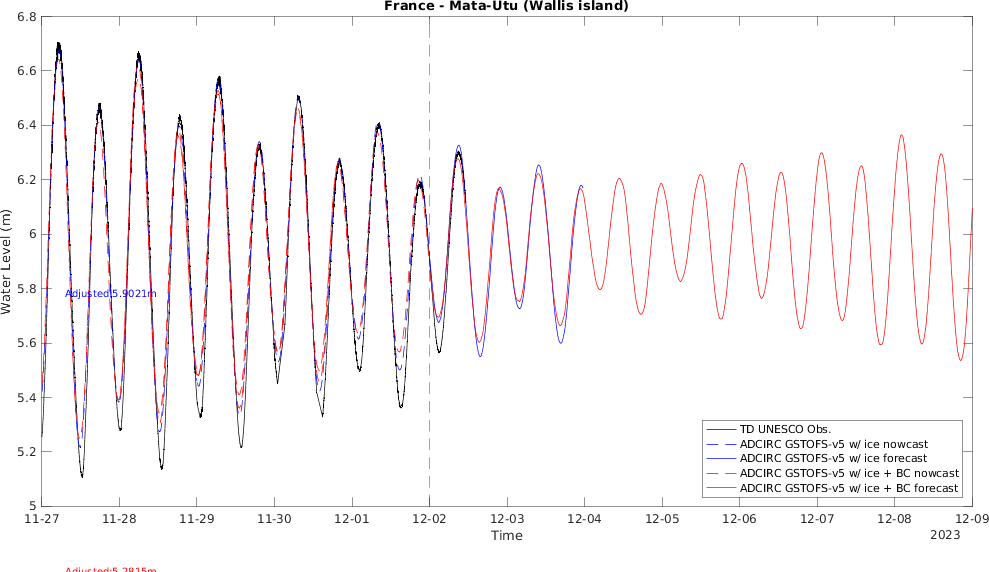 France - Mata-Utu (Wallis island)
6.8
6.6
6.4
6.2
6
5.8
5.6
5.4
5.2
5
Water Level (m)
Adjusted:5.9021m
TD UNESCO Obs.
ADCIRC GSTOFS-v5 w/ ice nowcast
ADCIRC GSTOFS-v5 w/ ice forecast
ADCIRC GSTOFS-v5 w/ ice + BC nowcast
ADCIRC GSTOFS-v5 w/ ice + BC forecast
11-27 11-28 11-29 11-30 12-01 12-02 12-03 12-04 12-05 12-06 12-07 12-08 12-09
Time
2023
Adjusted:5.2815m